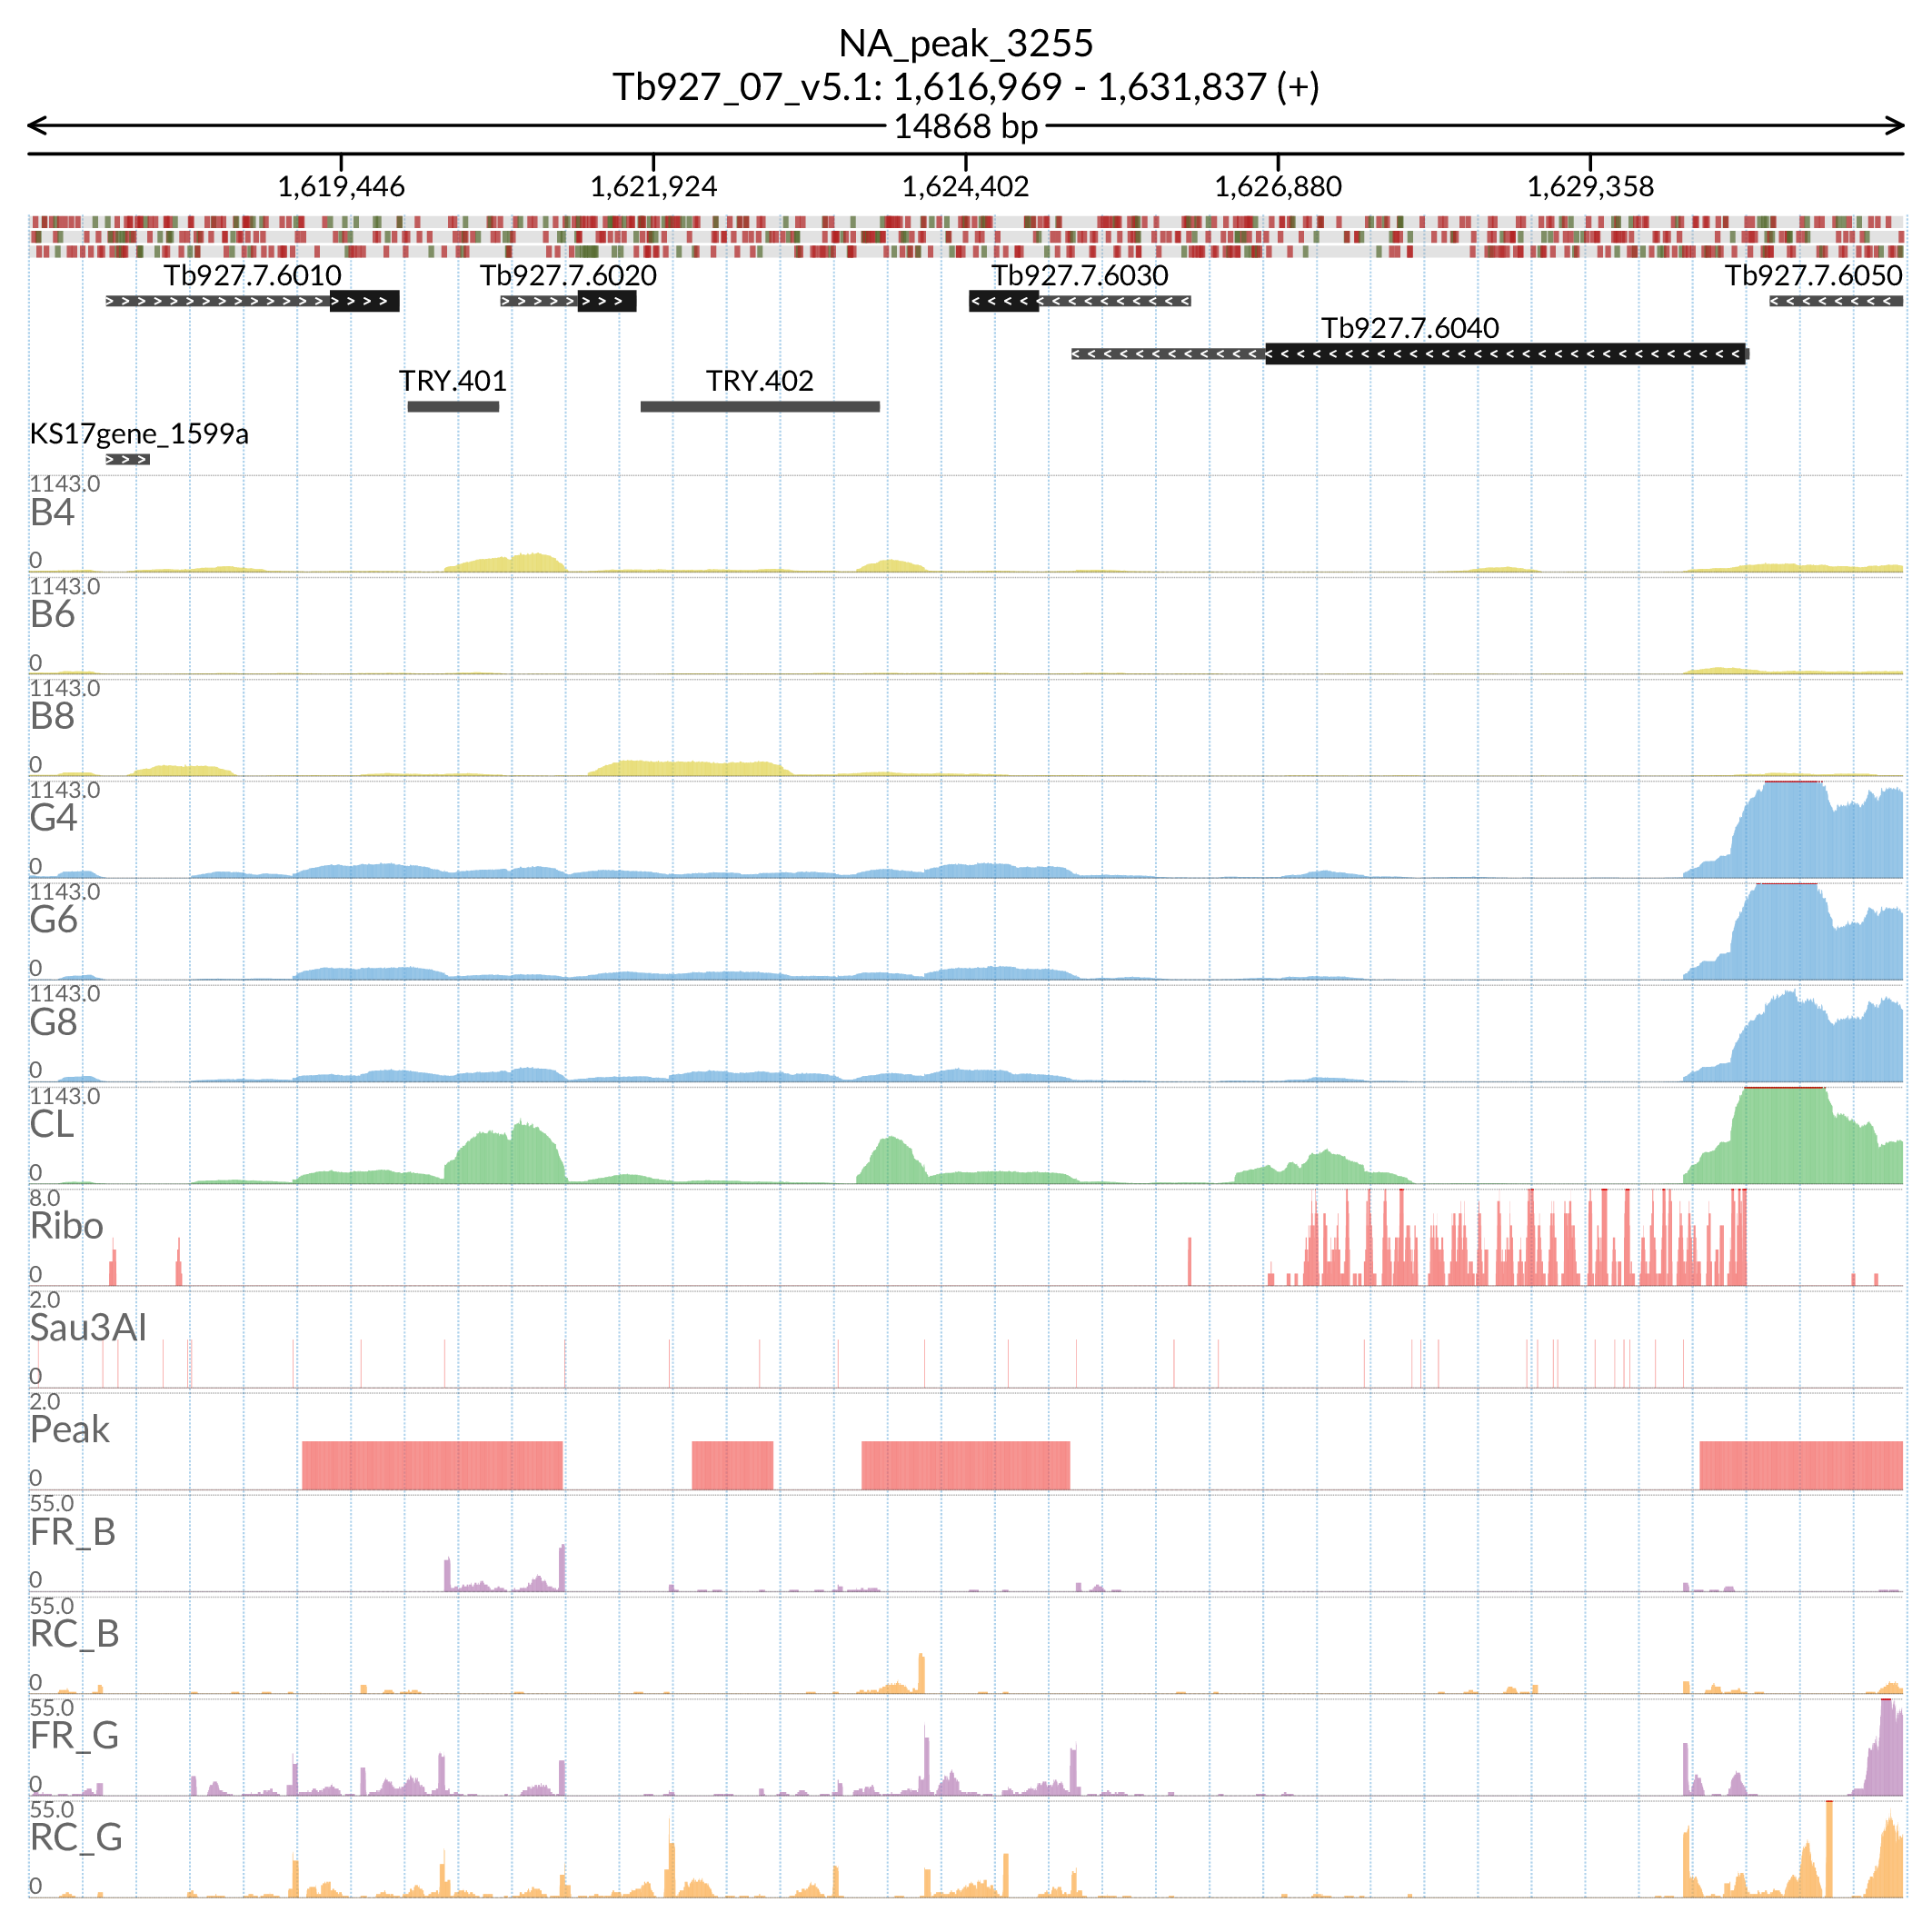 NA_peak_3255
Tb927_07_v5.1: 1,616,969 - 1,631,837 (+)
14868 bp
1,619,446 1,621,924 1,624,402 1,626,880 1,629,358
Tb927.7.6010 Tb927.7.6020 Tb927.7.6030 Tb927.7.6050
Tb927.7.6040
TRY.401 TRY.402
KS17gene_1599a
1143.0
B4
0
1143.0
B6
0
1143.0
B8
0
1143.0
G4
0
1143.0
G6
0
1143.0
G8
0
1143.0
CL
0
8.0
Ribo
0
2.0
Sau3AI
0
2.0
Peak
0
55.0
FR_B
0
55.0
RC_B
0
55.0
FR_G
0
55.0
RC_G
0